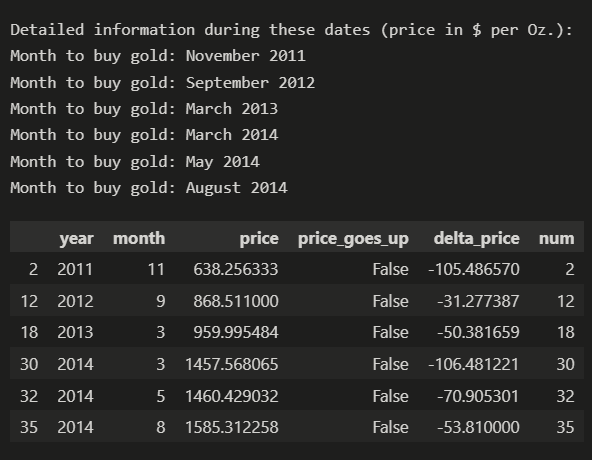 Detailed information during these dates (price in $ per Oz.):
Month to buy gold: November 2011
Month to buy gold: September 2012
Month to buy gold: March 2013
Month to buy gold: March 2014
Month to buy gold: May 2014
Month to buy gold: August 2014
year month price price_goes_up delta_price num
2 2011 11 638.256333 False -105.486570 2
12 2012 9 868.511000 False -31.277387 12
18 2013 3 959.995484 False -50.381659 18
30 2014 3 1457.568065 False -106.481221 30
32 2014 5 1460.429032 False -70.905301 32
35 2014 8 1585.312258 False -53.810000 35